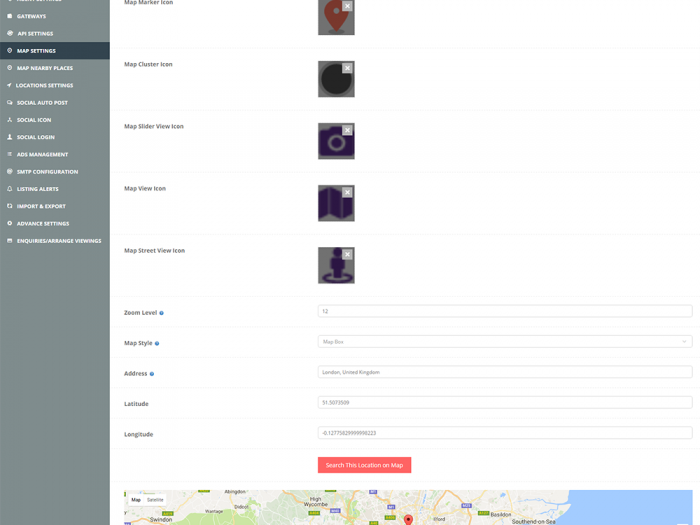 GATEWAYS
API SETTINGS
MAP SETTINGS
MAP NEARBY PLACES
LOCATIONS SETTINGS
SOCIAL AUTO POST
SOCIAL ICON
SOCIAL LOGIN
ADS MANAGEMENT
SMTP CONFIGURATION
LISTING ALERTS
IMPORT & EXPORT
ADVANCE SETTINGS
ENQUIRIES/ARRANGE VIEWINGS
Map Marker Icon
Map Cluster Icon
Map Slider View Icon
Map View Icon
Map Street View Icon
Zoom Level
12
Map Style
Map Box
Address
London, United Kingdom
Latitude
51.5073509
Longitude
Search This Location on Map
Map Satellite
Abingdon
Didcot
Wantage
Swindon
High
Wycombe
Ilford
Basildon
Southend-on-Sea